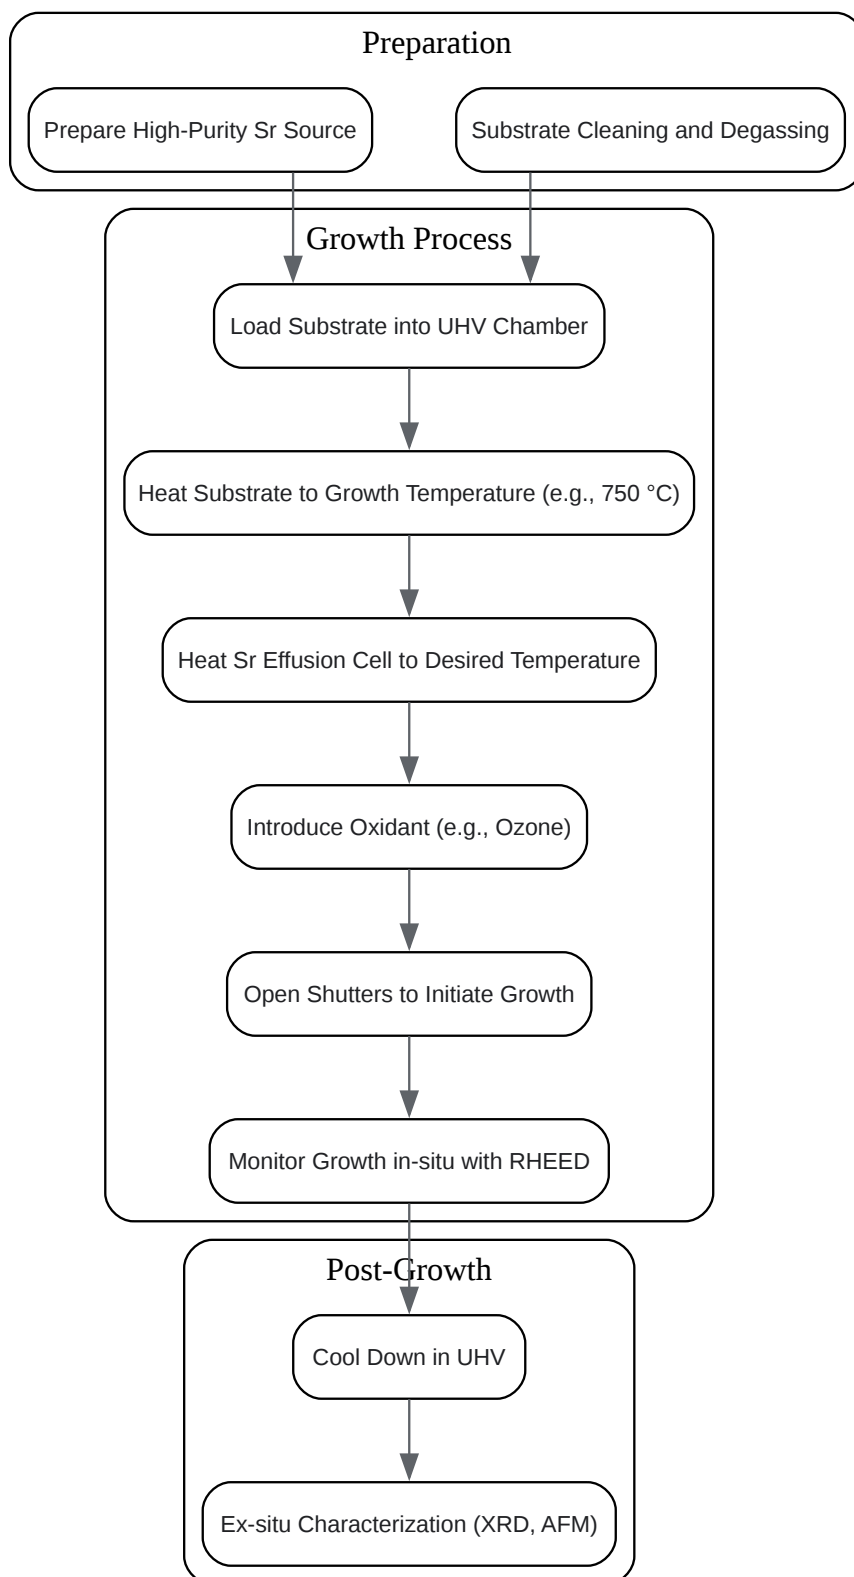 Preparation
Prepare High-Purity Sr Source
Substrate Cleaning and Degassing
Growth Process
Load Substrate into UHV Chamber
Heat Substrate to Growth Temperature (e.g., 750 °C)
Heat Sr Effusion Cell to Desired Temperature
Introduce Oxidant (e.g., Ozone)
Open Shutters to Initiate Growth
Monitor Growth in-situ with RHEED
Post-Growth
Cool Down in UHV
Ex-situ Characterization (XRD, AFM)